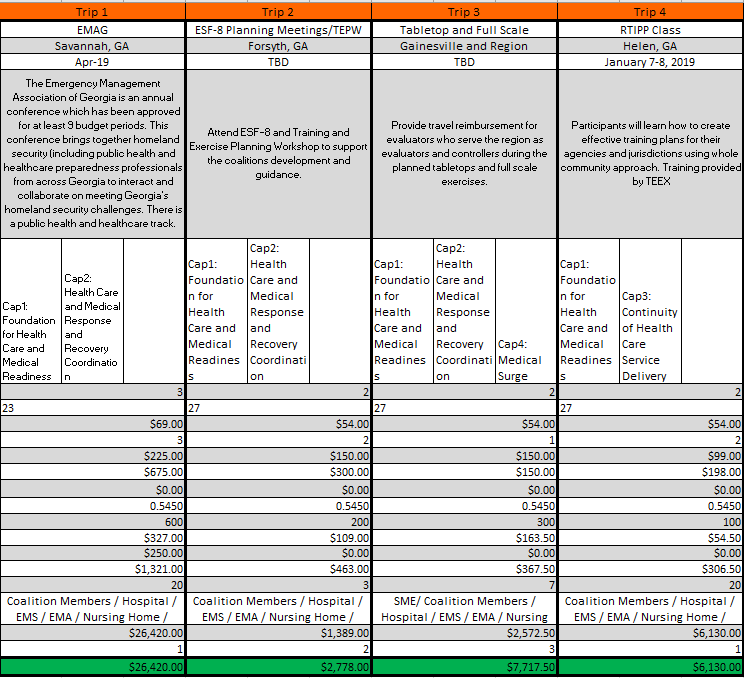 Trip 1
Trip 2
Trip 3
Trip 4
EMAG
ESF-8 Planning Meetings/TEPW
Tabletop and Full Scale
RTIPP Class
Savannah, GA
Forsyth, GA
Gainesville and Region
Helen, GA
Apr-19
TBD
TBD
January 7-8, 2019
The Emergency Management
Association of Georgia is an annual
conference which has been approved
for at least 9 budget periods. This
conference brings together homeland
security (including public health and
healthcare preparedness professionals
from across Georgia to interact and
collaborate on meeting Georgia's
homeland security challenges. There is
a public health and healthcare track.
Attend ESF-8 and Training and
Exercise Planning Workshop to support
the coalitions development and
guidance.
Provide travel reimbursement for
evaluators who serve the region as
evaluators and controllers during the
planned tabletops and full scale
exercises.
Participants will learn how to create
effective training plans for their
agencies and jurisdictions using whole
community approach. Training provided
by TEEX
Cap1:
Foundation
for Health
Care and
Medical
Readiness
Cap2:
Health Care
and Medical
Response
and
Recovery
Coordinatio
n
Cap1:
Foundatio
n for
Health
Care and
Medical
Readines
s
Cap2:
Health
Care and
Medical
Response
and
Recovery
Coordinati
on
Cap1:
Foundatio
n for
Health
Care and
Medical
Readines
s
Cap2:
Health
Care and
Medical
Response
and
Recovery
Coordinati
on
Cap4:
Medical
Surge
Cap1:
Foundatio
n for
Health
Care and
Medical
Readines
s
Cap3:
Continuity
of Health
Care
Service
Delivery
3 2 2 2
23 27 27 27
$69.00 $54.00 $54.00 $54.00
3 2 1 2
$225.00 $150.00 $150.00 $99.00
$675.00 $300.00 $150.00 $198.00
$0.00 $0.00 $0.00 $0.00
0.5450 0.5450 0.5450 0.5450
600 200 300 100
$327.00 $109.00 $163.50 $54.50
$250.00 $0.00 $0.00 $0.00
$1,321.00 $463.00 $367.50 $306.50
20 3 7 20
Coalition Members / Hospital /
EMS / EMA / Nursing Home /
Coalition Members / Hospital /
EMS / EMA / Nursing Home /
SME/ Coalition Members /
Hospital / EMS / EMA / Nursing
Coalition Members / Hospital /
EMS / EMA / Nursing Home /
$26,420.00 $1,389.00 $2,572.50 $6,130.00
1 2 3 1
$26,420.00 $2,778.00 $7,717.50 $6,130.00